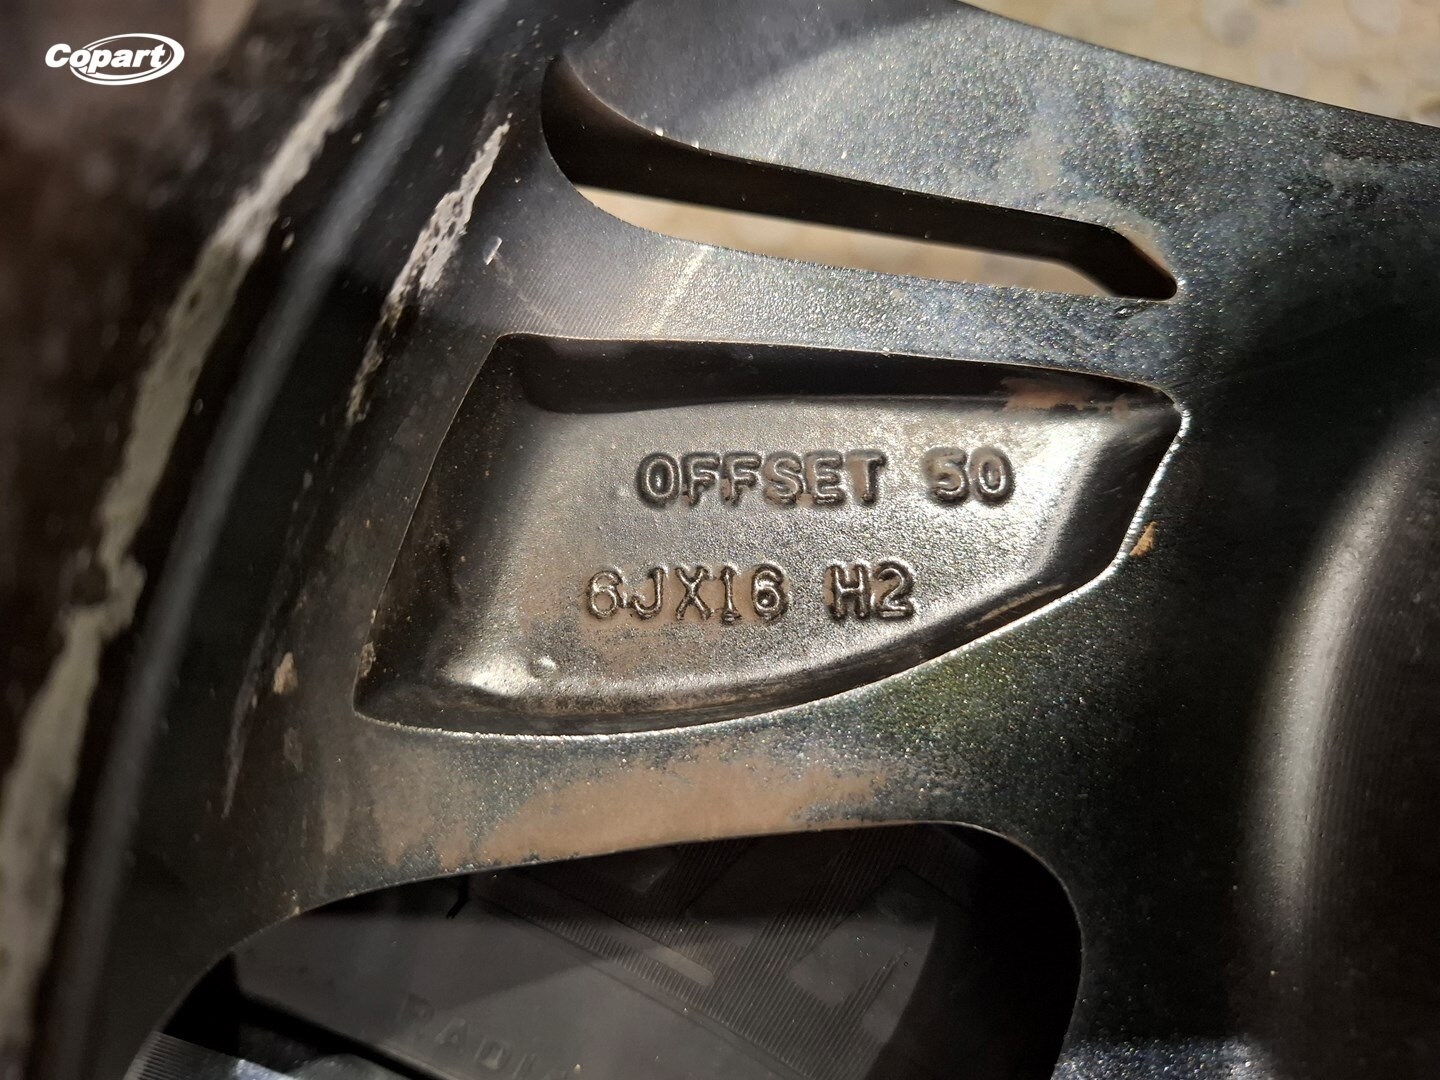 Copart
OFFSET 50
6JX16 H2